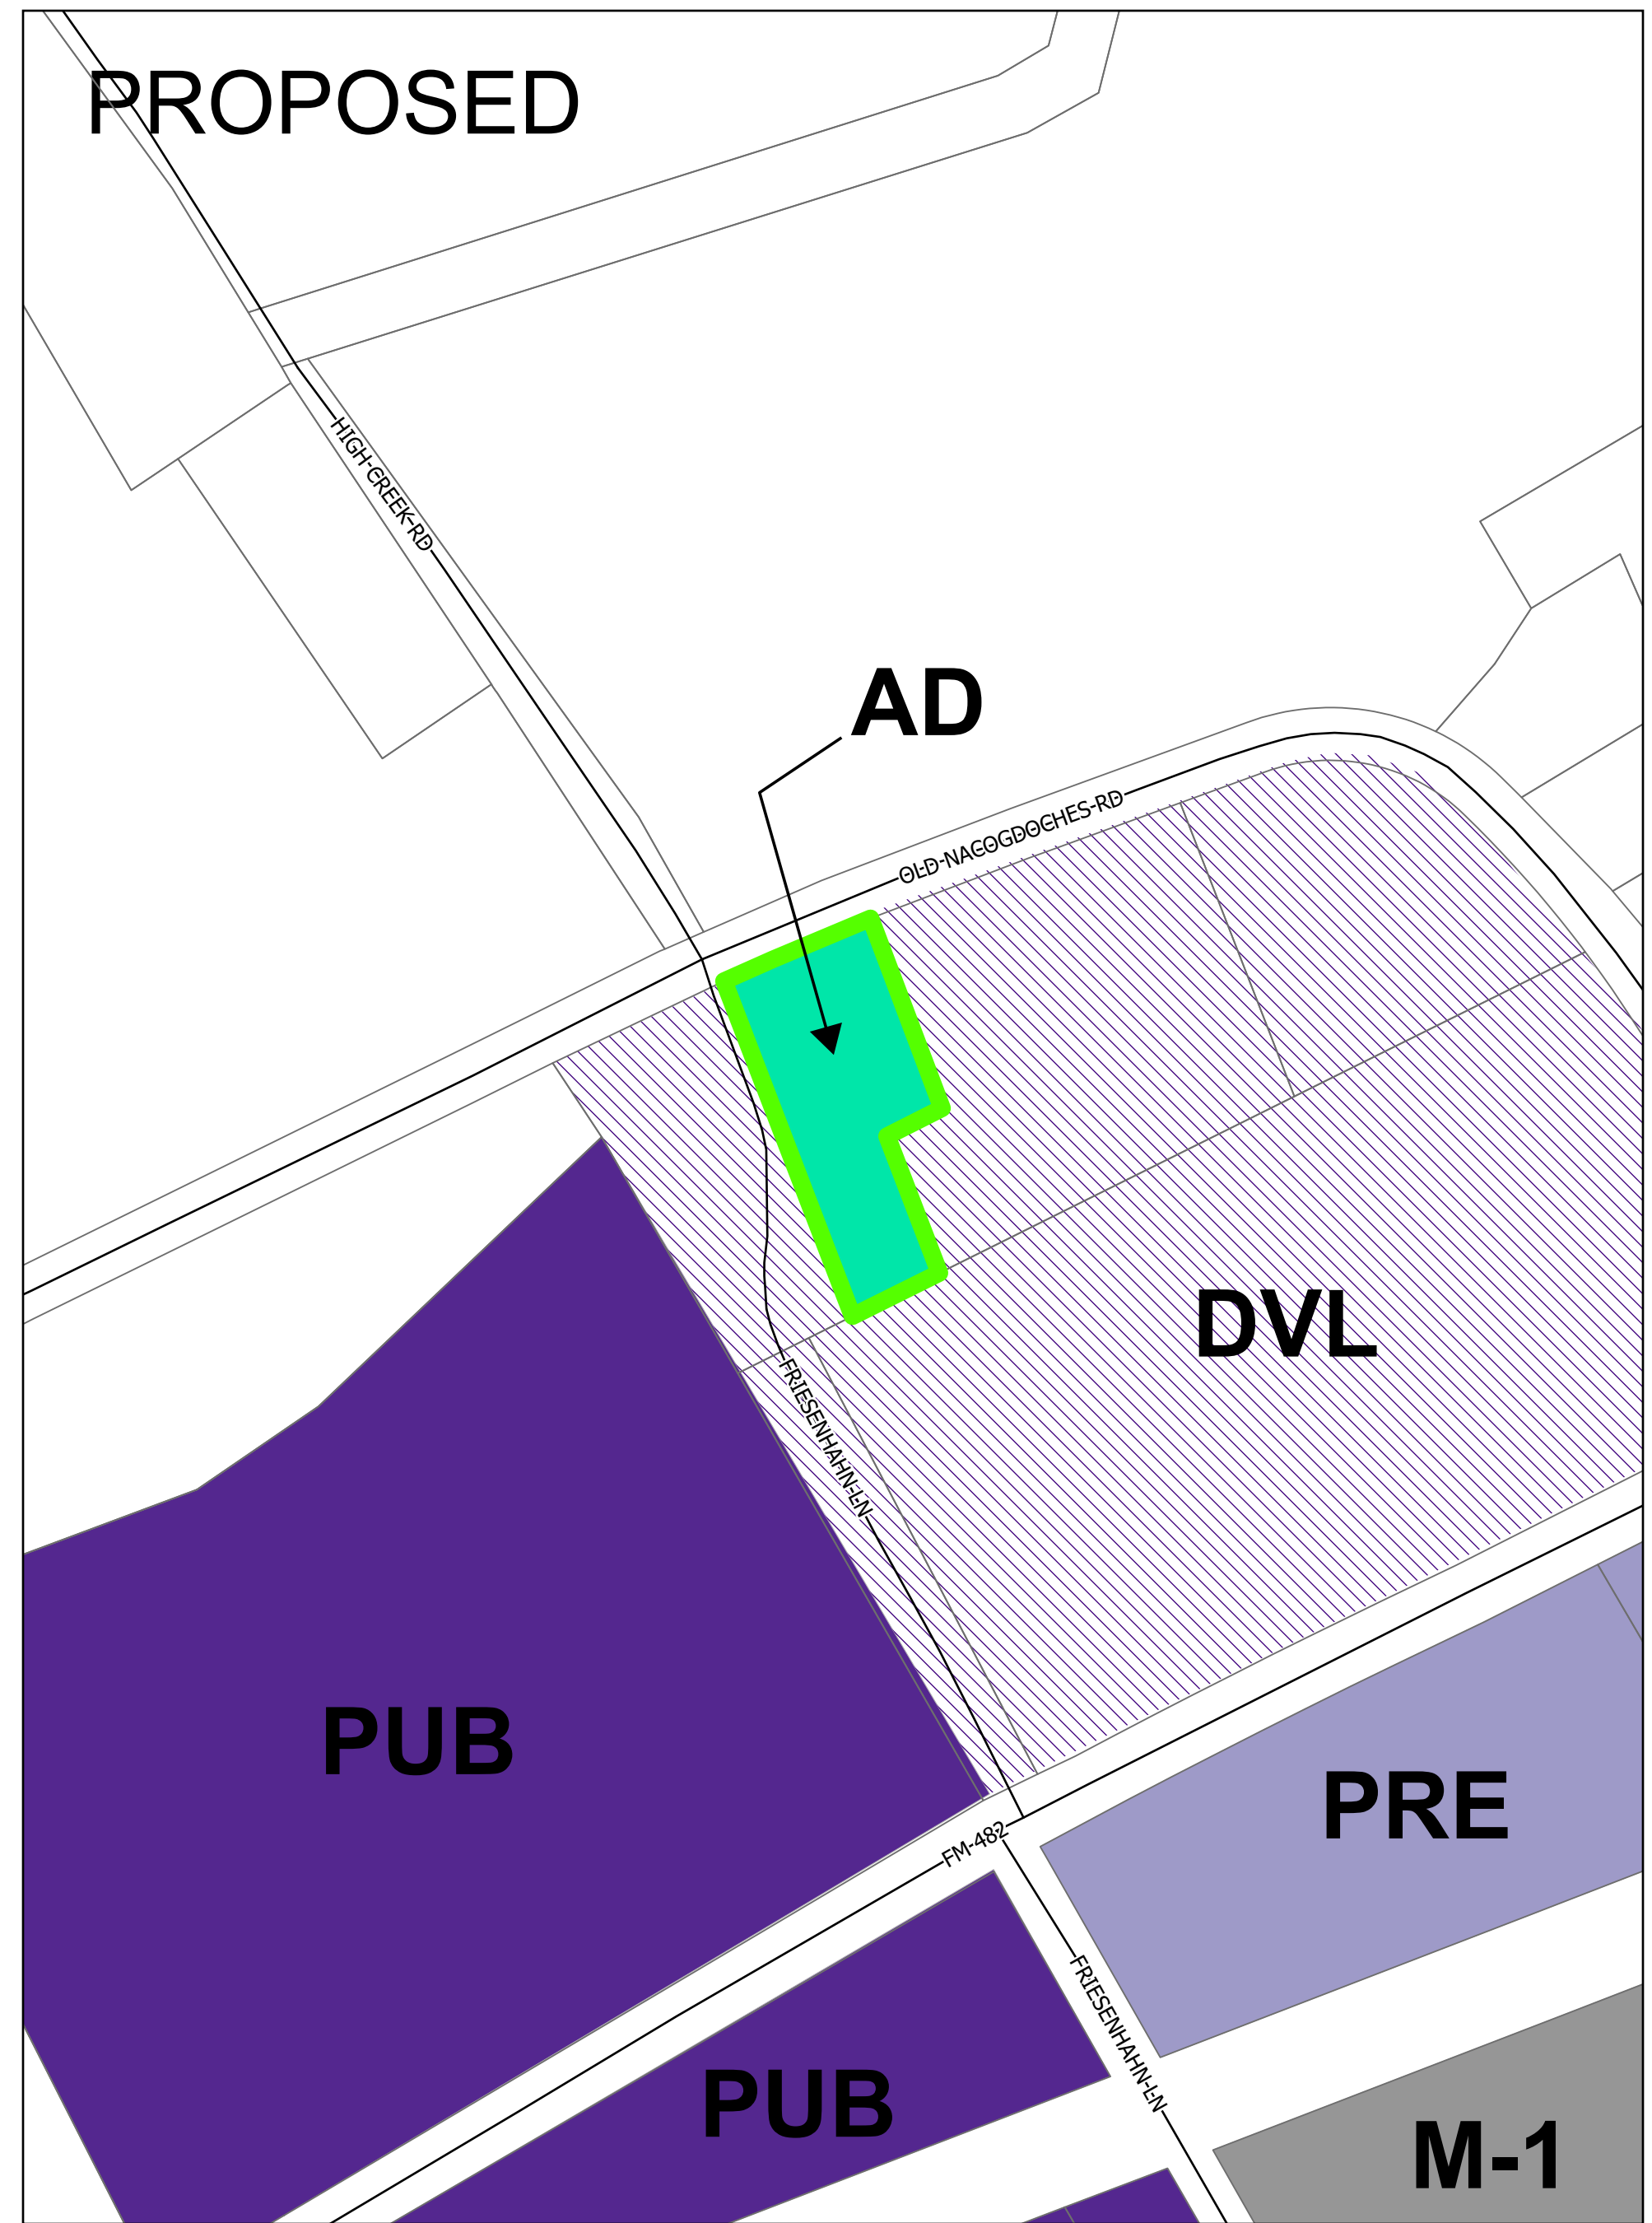 PROPOSED
HIGH-CREEK-RD
AD
OLD-NACOGDOCHES-RD
DVL
FRIESENHAHN-LN
PUB
PRE
FM-482
FRIESENHAHN-LN
PUB
M-1